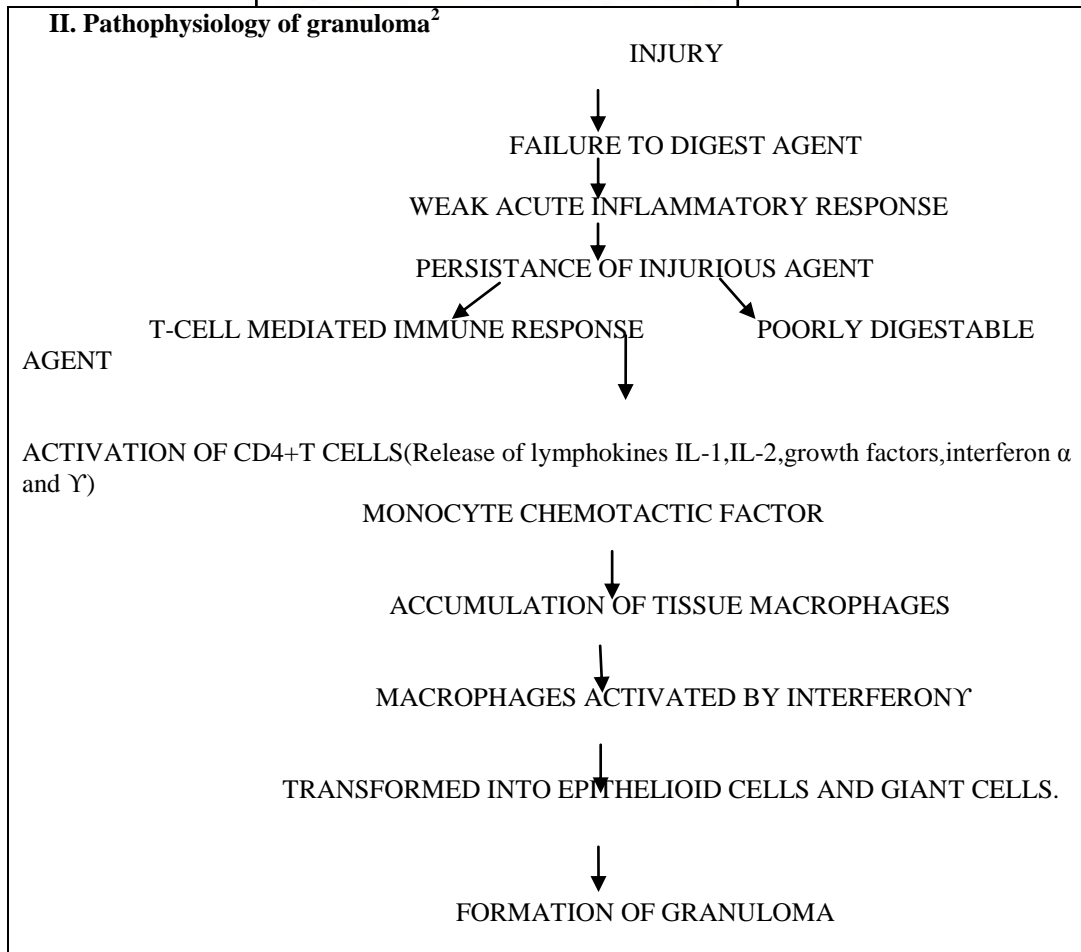 II. Pathophysiology of granuloma2
INJURY
FAILURE TO DIGEST AGENT
WEAK ACUTE INFLAMMATORY RESPONSE
PERSISTANCE OF INJURIOUS AGENT
T-CELL MEDIATED IMMUNE RESPONSE POORLY DIGESTABLE
AGENT
ACTIVATION OF CD4+T CELLS(Release of lymphokines IL-1,IL-2,growth factors,interferon α
and ϒ)
MONOCYTE CHEMOTACTIC FACTOR
ACCUMULATION OF TISSUE MACROPHAGES
MACROPHAGES ACTIVATED BY INTERFERONϒ
TRANSFORMED INTO EPITHELIOID CELLS AND GIANT CELLS.
FORMATION OF GRANULOMA